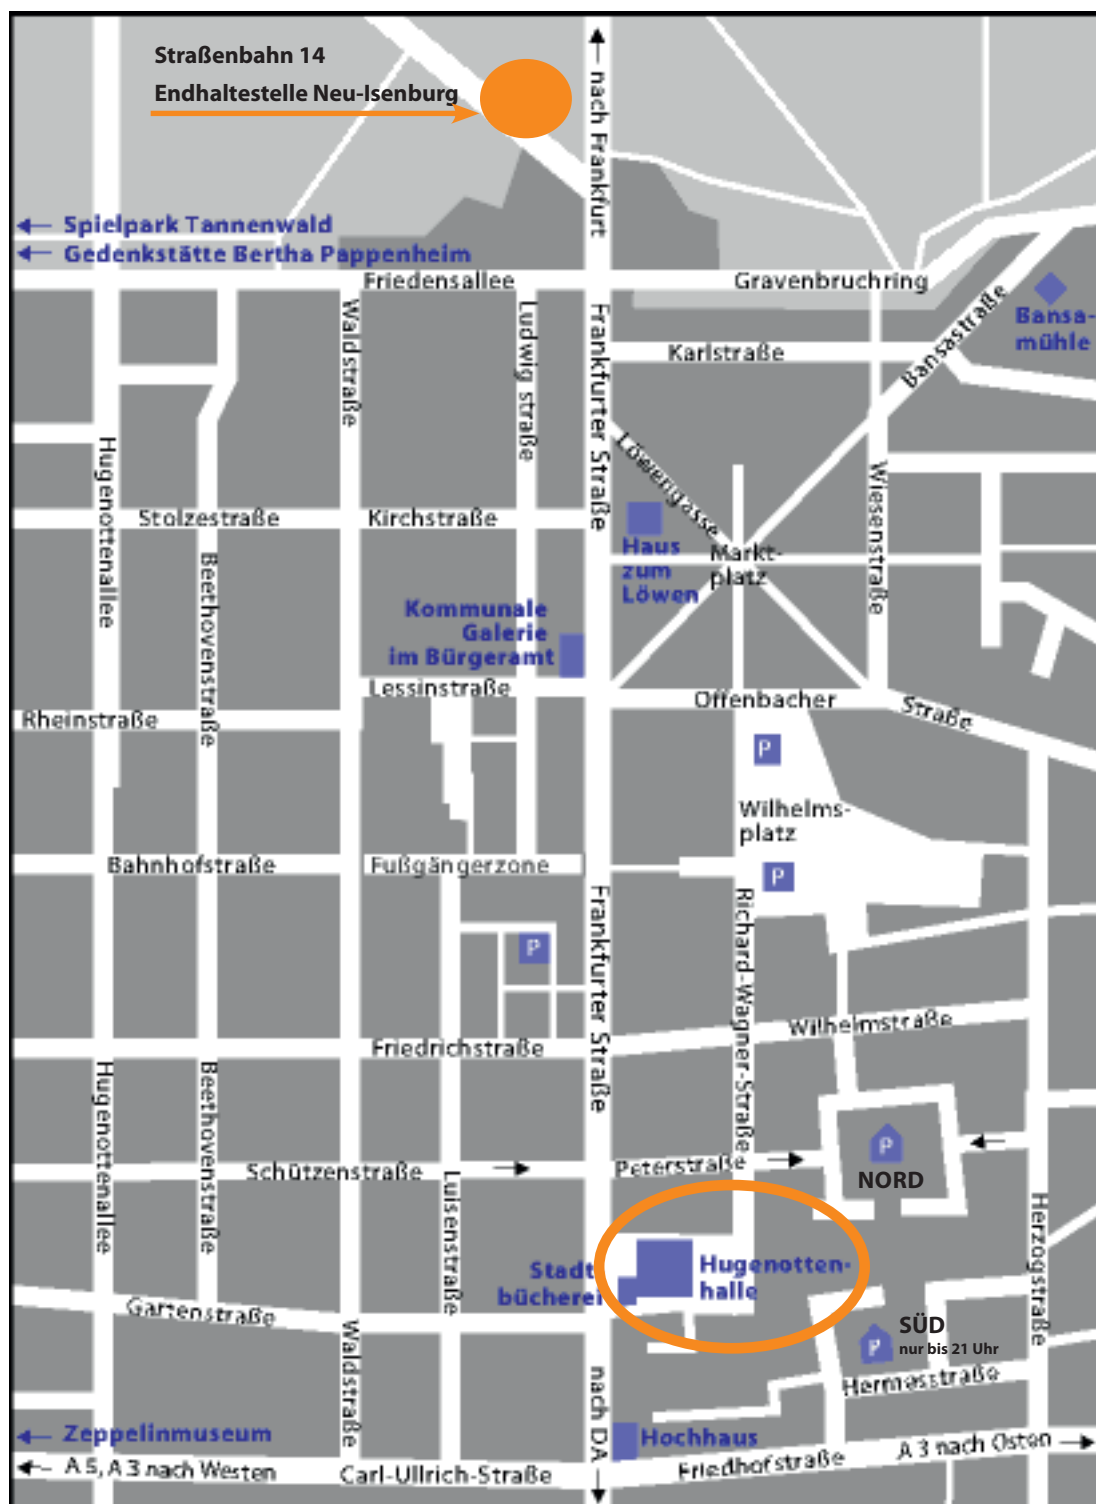 Straßenbahn 14
Endhaltestelle Neu-Isenburg
nach Frankfurt
Spielpark Tannenwald
Gedenkstätte Bertha Pappenheim
Friedensallee
Gravenbruchring
Bansa-
mühle
Waldstraße
Ludwig straße
Frankfurter Straße
Karlstraße
Bansastraße
Hugenottenallee
Löwengasse
Wiesenstraße
Stolzestraße
Kirchstraße
Haus
zum
Löwen
Markt-
platz
Beethovenstraße
Kommunale
Galerie
im Bürgeramt
Lessinstraße
Offenbacher
Straße
Rheinstraße
P
Wilhelms-
platz
Bahnhofstraße
Fußgängerzone
P
Frankfurter Straße
Richard-Wagner-Straße
P
Wilhelmstraße
Friedrichstraße
Hugenottenallee
Beethovenstraße
P
NORD
Schützenstraße
Peterstraße
Luisenstraße
Herzogstraße
Stadt
bücherei
Hugenotten-
halle
Gartenstraße
Waldstraße
SÜD
P
nur bis 21 Uhr
Hermesstraße
nach DA
Zeppelinmuseum
Hochhaus
A 5, A 3 nach Westen
Carl-Ullrich-Straße
Friedhofstraße
A 3 nach Osten